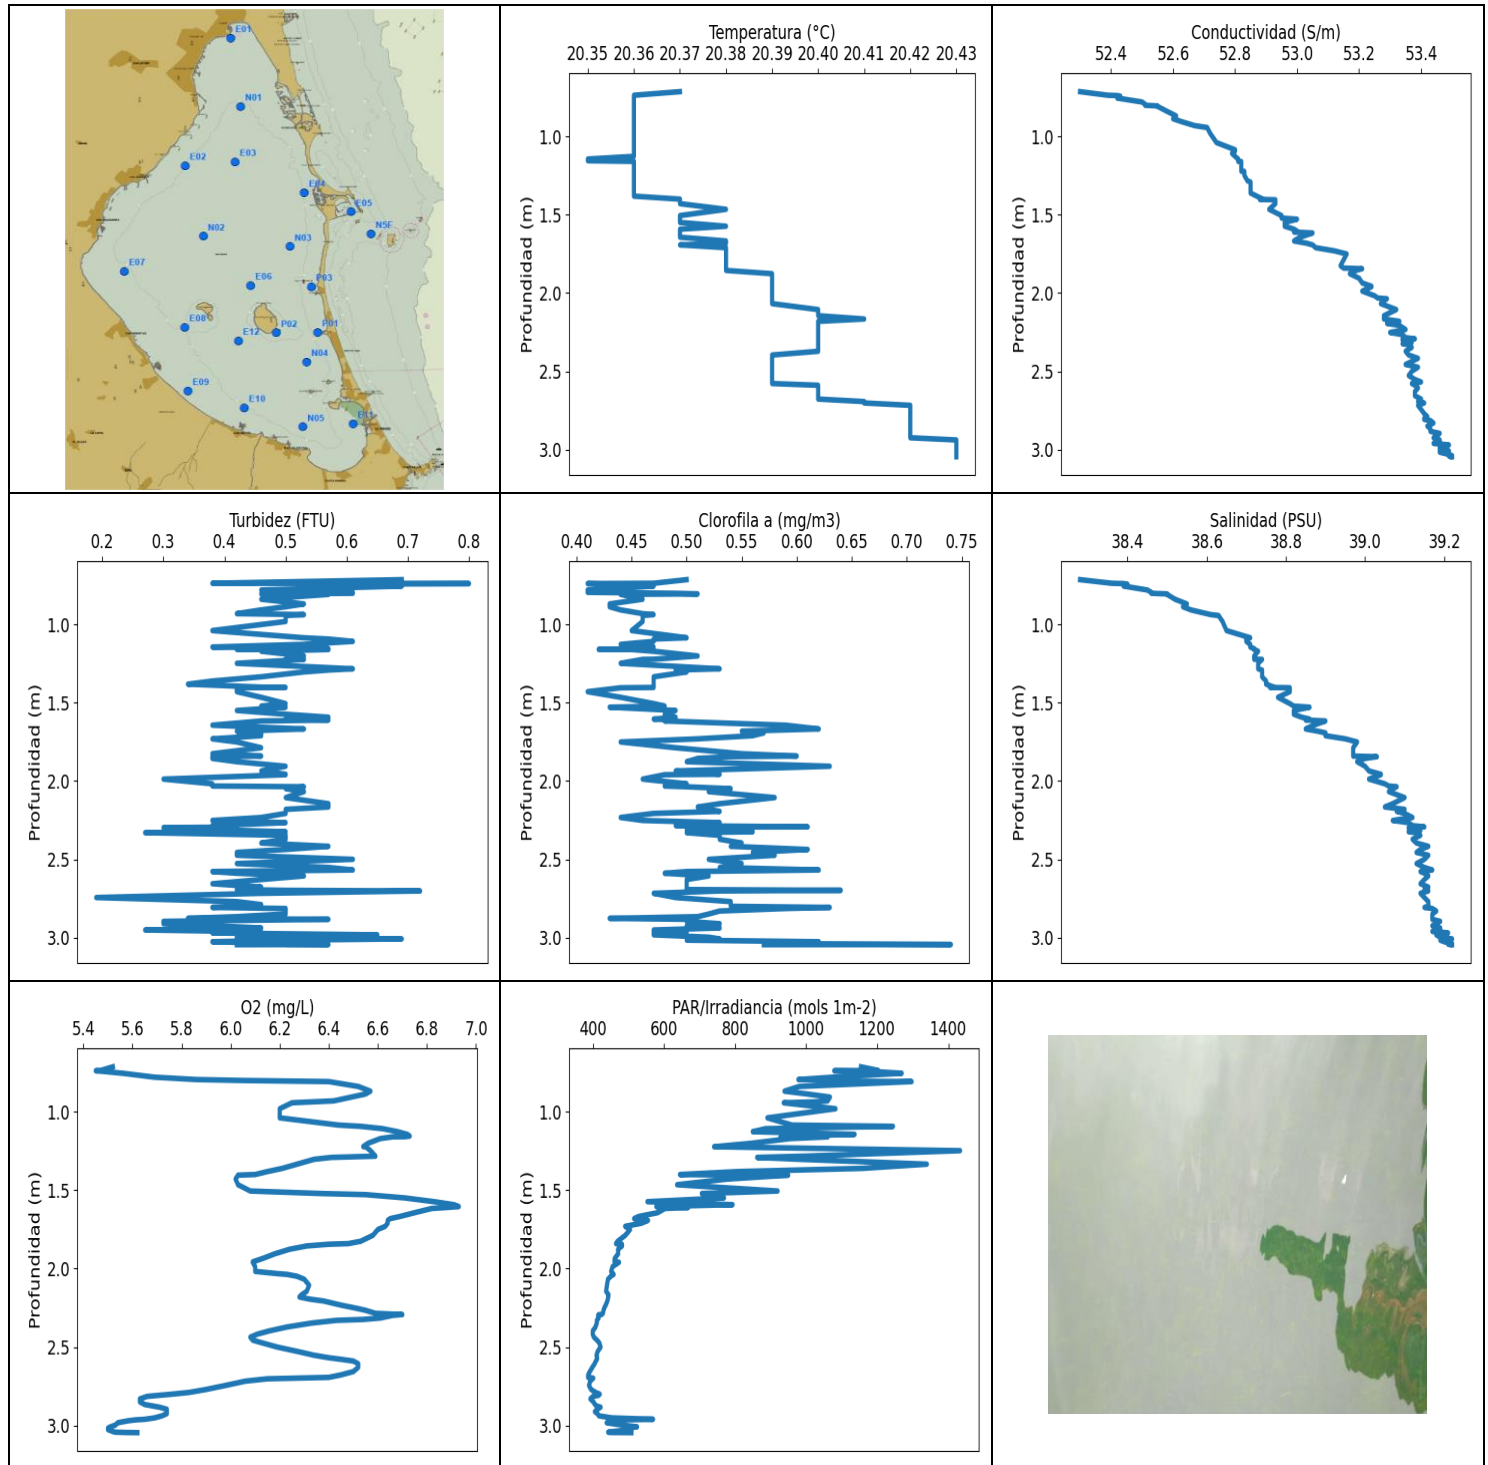 E01
N01
E02
E03
E04
E05
N5F
N02
N03
E07
E06
P03
E08
P02
P01
E12
N04
E09
E10
N05
E11
Temperatura (°C)
20.35 20.36 20.37 20.38 20.39 20.40 20.41 20.42 20.43
Profundidad (m)
1.0
1.5
2.0
2.5
3.0
Conductividad (S/m)
52.4 52.6 52.8 53.0 53.2 53.4
Profundidad (m)
1.0
1.5
2.0
2.5
3.0
Turbidez (FTU)
0.2 0.3 0.4 0.5 0.6 0.7 0.8
Profundidad (m)
1.0
1.5
2.0
2.5
3.0
Clorofila a (mg/m3)
0.40 0.45 0.50 0.55 0.60 0.65 0.70 0.75
Profundidad (m)
1.0
1.5
2.0
2.5
3.0
Salinidad (PSU)
38.4 38.6 38.8 39.0 39.2
Profundidad (m)
1.0
1.5
2.0
2.5
3.0
O2 (mg/L)
5.4 5.6 5.8 6.0 6.2 6.4 6.6 6.8 7.0
Profundidad (m)
1.0
1.5
2.0
2.5
3.0
PAR/Irradiancia (mols 1m-2)
400 600 800 1000 1200 1400
Profundidad (m)
1.0
1.5
2.0
2.5
3.0